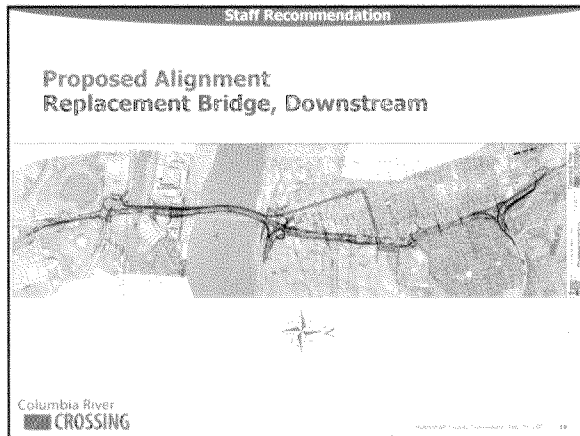 Staff Recommendation
Proposed Alignment
Replacement Bridge, Downstream
Columbia River
CROSSING